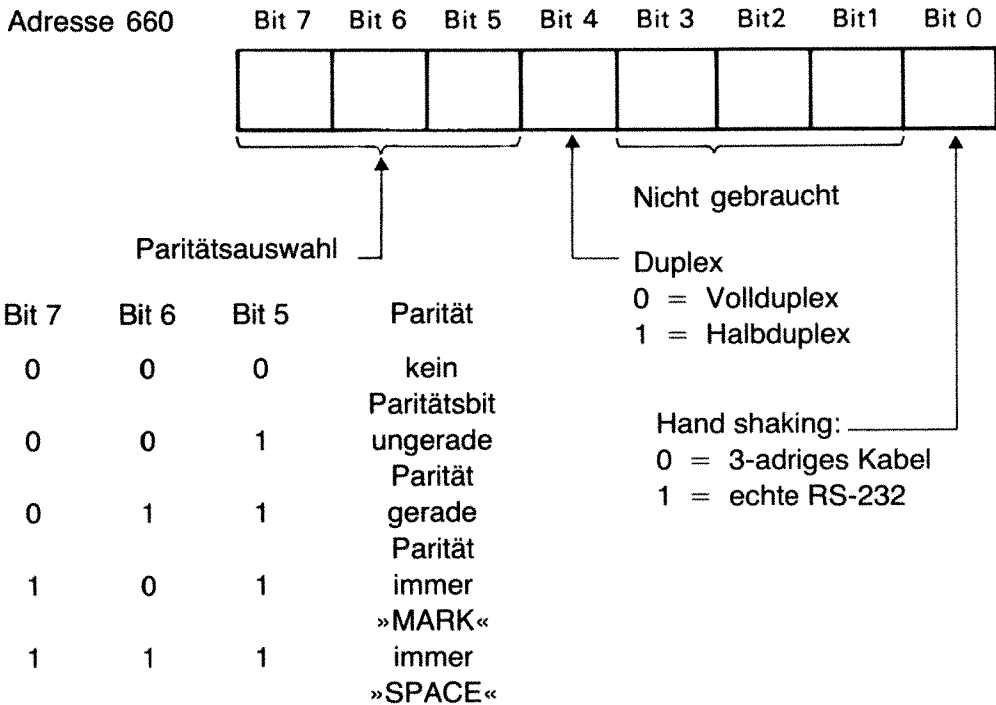 Adresse 660 Bit 7 Bit 6 Bit 5 Bit 4 Bit 3 Bit2 Bit1 Bit 0
Nicht gebraucht
Paritätsauswahl
Duplex
0 = Vollduplex
1 = Halbduplex
Bit 7 Bit 6 Bit 5 Parität
0 0 0 kein
Paritätsbit
0 0 1 ungerade
Parität
0 1 1 gerade
Parität
1 0 1 immer
»MARK«
1 1 1 immer
»SPACE«
Hand shaking:
0 = 3-adriges Kabel
1 = echte RS-232